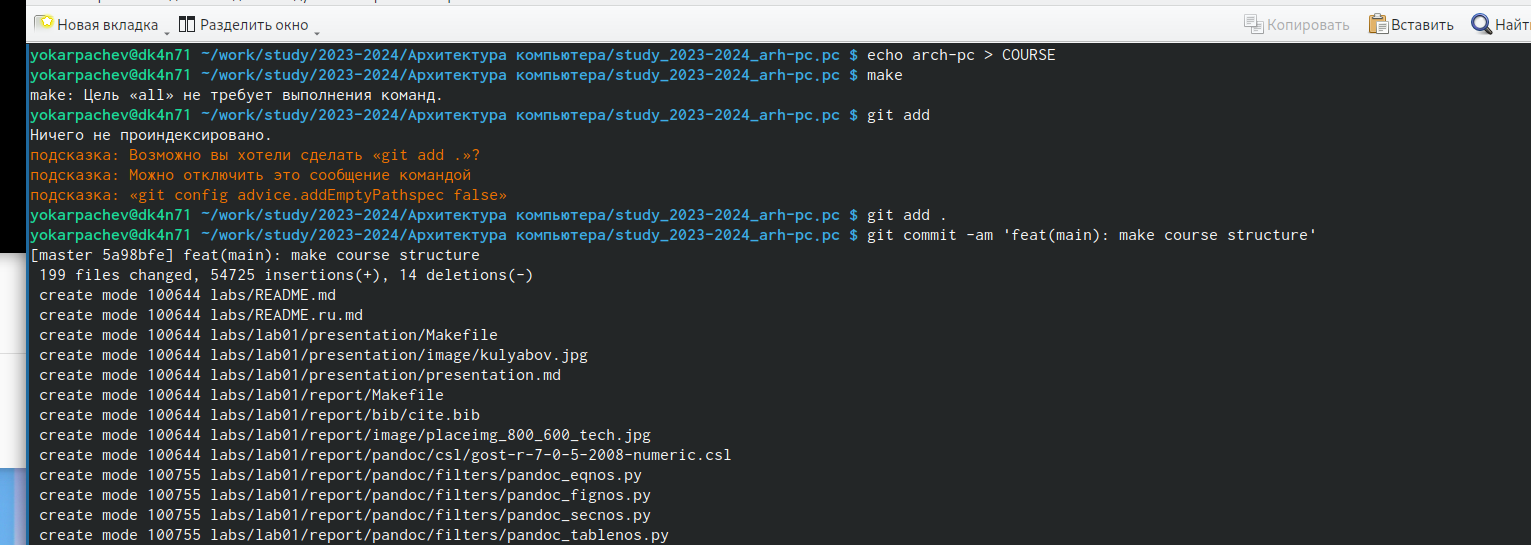 Новая вкладка Разделить окно Копировать Вставить Найти
yokarpachev@dk4n71 ~/work/study/2023-2024/Архитектура компьютера/study_2023-2024_arh-pc.pc $ echo arch-pc > COURSE
yokarpachev@dk4n71 ~/work/study/2023-2024/Архитектура компьютера/study_2023-2024_arh-pc.pc $ make
make: Цель «all» не требует выполнения команд.
yokarpachev@dk4n71 ~/work/study/2023-2024/Архитектура компьютера/study_2023-2024_arh-pc.pc $ git add
Ничего не проиндексировано.
подсказка: Возможно вы хотели сделать «git add .»?
подсказка: Можно отключить это сообщение командой
подсказка: «git config advice.addEmptyPathspec false»
yokarpachev@dk4n71 ~/work/study/2023-2024/Архитектура компьютера/study_2023-2024_arh-pc.pc $ git add .
yokarpachev@dk4n71 ~/work/study/2023-2024/Архитектура компьютера/study_2023-2024_arh-pc.pc $ git commit -am 'feat(main): make course structure'
[master 5a98bfe] feat(main): make course structure
 199 files changed, 54725 insertions(+), 14 deletions(-)
 create mode 100644 labs/README.md
 create mode 100644 labs/README.ru.md
 create mode 100644 labs/lab01/presentation/Makefile
 create mode 100644 labs/lab01/presentation/image/kulyabov.jpg
 create mode 100644 labs/lab01/presentation/presentation.md
 create mode 100644 labs/lab01/report/Makefile
 create mode 100644 labs/lab01/report/bib/cite.bib
 create mode 100644 labs/lab01/report/image/placeimg_800_600_tech.jpg
 create mode 100644 labs/lab01/report/pandoc/csl/gost-r-7-0-5-2008-numeric.csl
 create mode 100755 labs/lab01/report/pandoc/filters/pandoc_eqnos.py
 create mode 100755 labs/lab01/report/pandoc/filters/pandoc_fignos.py
 create mode 100755 labs/lab01/report/pandoc/filters/pandoc_secnos.py
 create mode 100755 labs/lab01/report/pandoc/filters/pandoc_tablenos.py